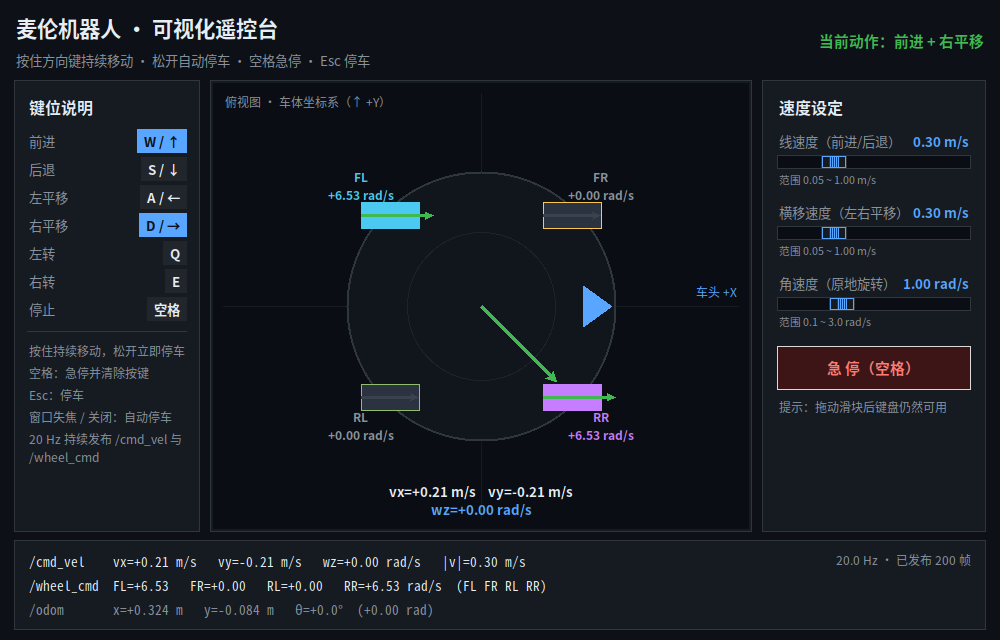 麦伦机器人 · 可视化遥控台
按住方向键持续移动 · 松开自动停车 · 空格急停 · Esc 停车
当前动作：前进 + 右平移
键位说明
前进 W / ↑
后退 S / ↓
左平移 A / ←
右平移 D / →
左转 Q
右转 E
停止 空格
按住持续移动，松开立即停车
空格：急停并清除按键
Esc：停车
窗口失焦 / 关闭：自动停车
20 Hz 持续发布 /cmd_vel 与
/wheel_cmd
俯视图 · 车体坐标系（↑ +Y）
FL
+6.53 rad/s
FR
+0.00 rad/s
车头 +X
RL
+0.00 rad/s
RR
+6.53 rad/s
vx=+0.21 m/s vy=-0.21 m/s
wz=+0.00 rad/s
速度设定
线速度（前进/后退） 0.30 m/s
范围 0.05 ~ 1.00 m/s
横移速度（左右平移） 0.30 m/s
范围 0.05 ~ 1.00 m/s
角速度（原地旋转） 1.00 rad/s
范围 0.1 ~ 3.0 rad/s
急 停（空格）
提示：拖动滑块后键盘仍然可用
/cmd_vel vx=+0.21 m/s vy=-0.21 m/s wz=+0.00 rad/s |v|=0.30 m/s
20.0 Hz · 已发布 200 帧
/wheel_cmd FL=+6.53 FR=+0.00 RL=+0.00 RR=+6.53 rad/s (FL FR RL RR)
/odom x=+0.324 m y=-0.084 m θ=+0.0° (+0.00 rad)